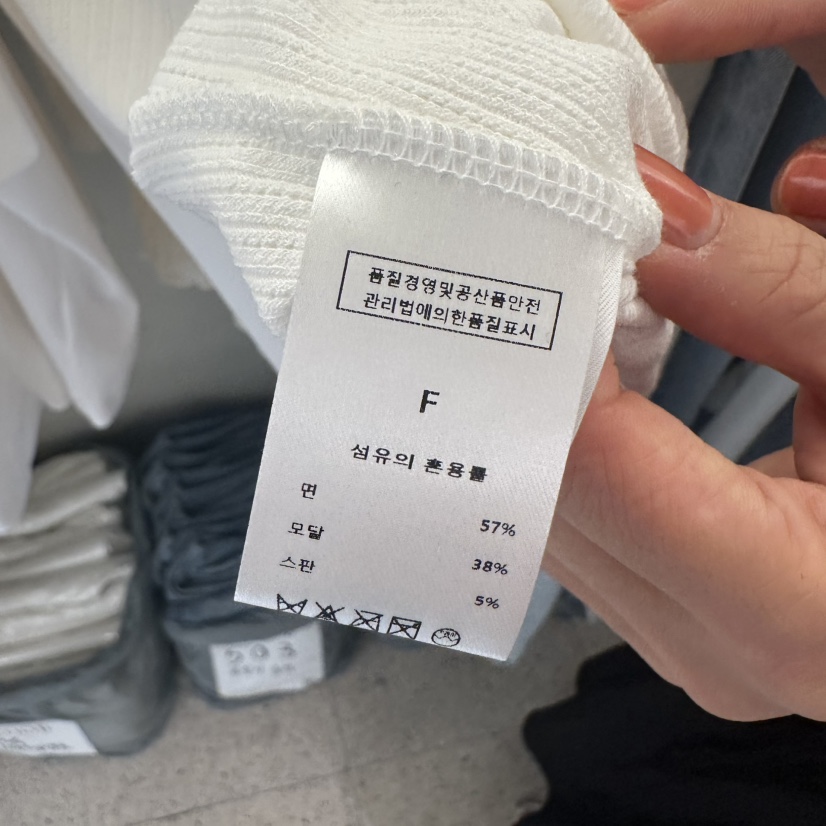 품질경영및공산품안전
관리법에의한품질표시
F
섬유의 혼용률
면 57%
모달 38%
스판 5%